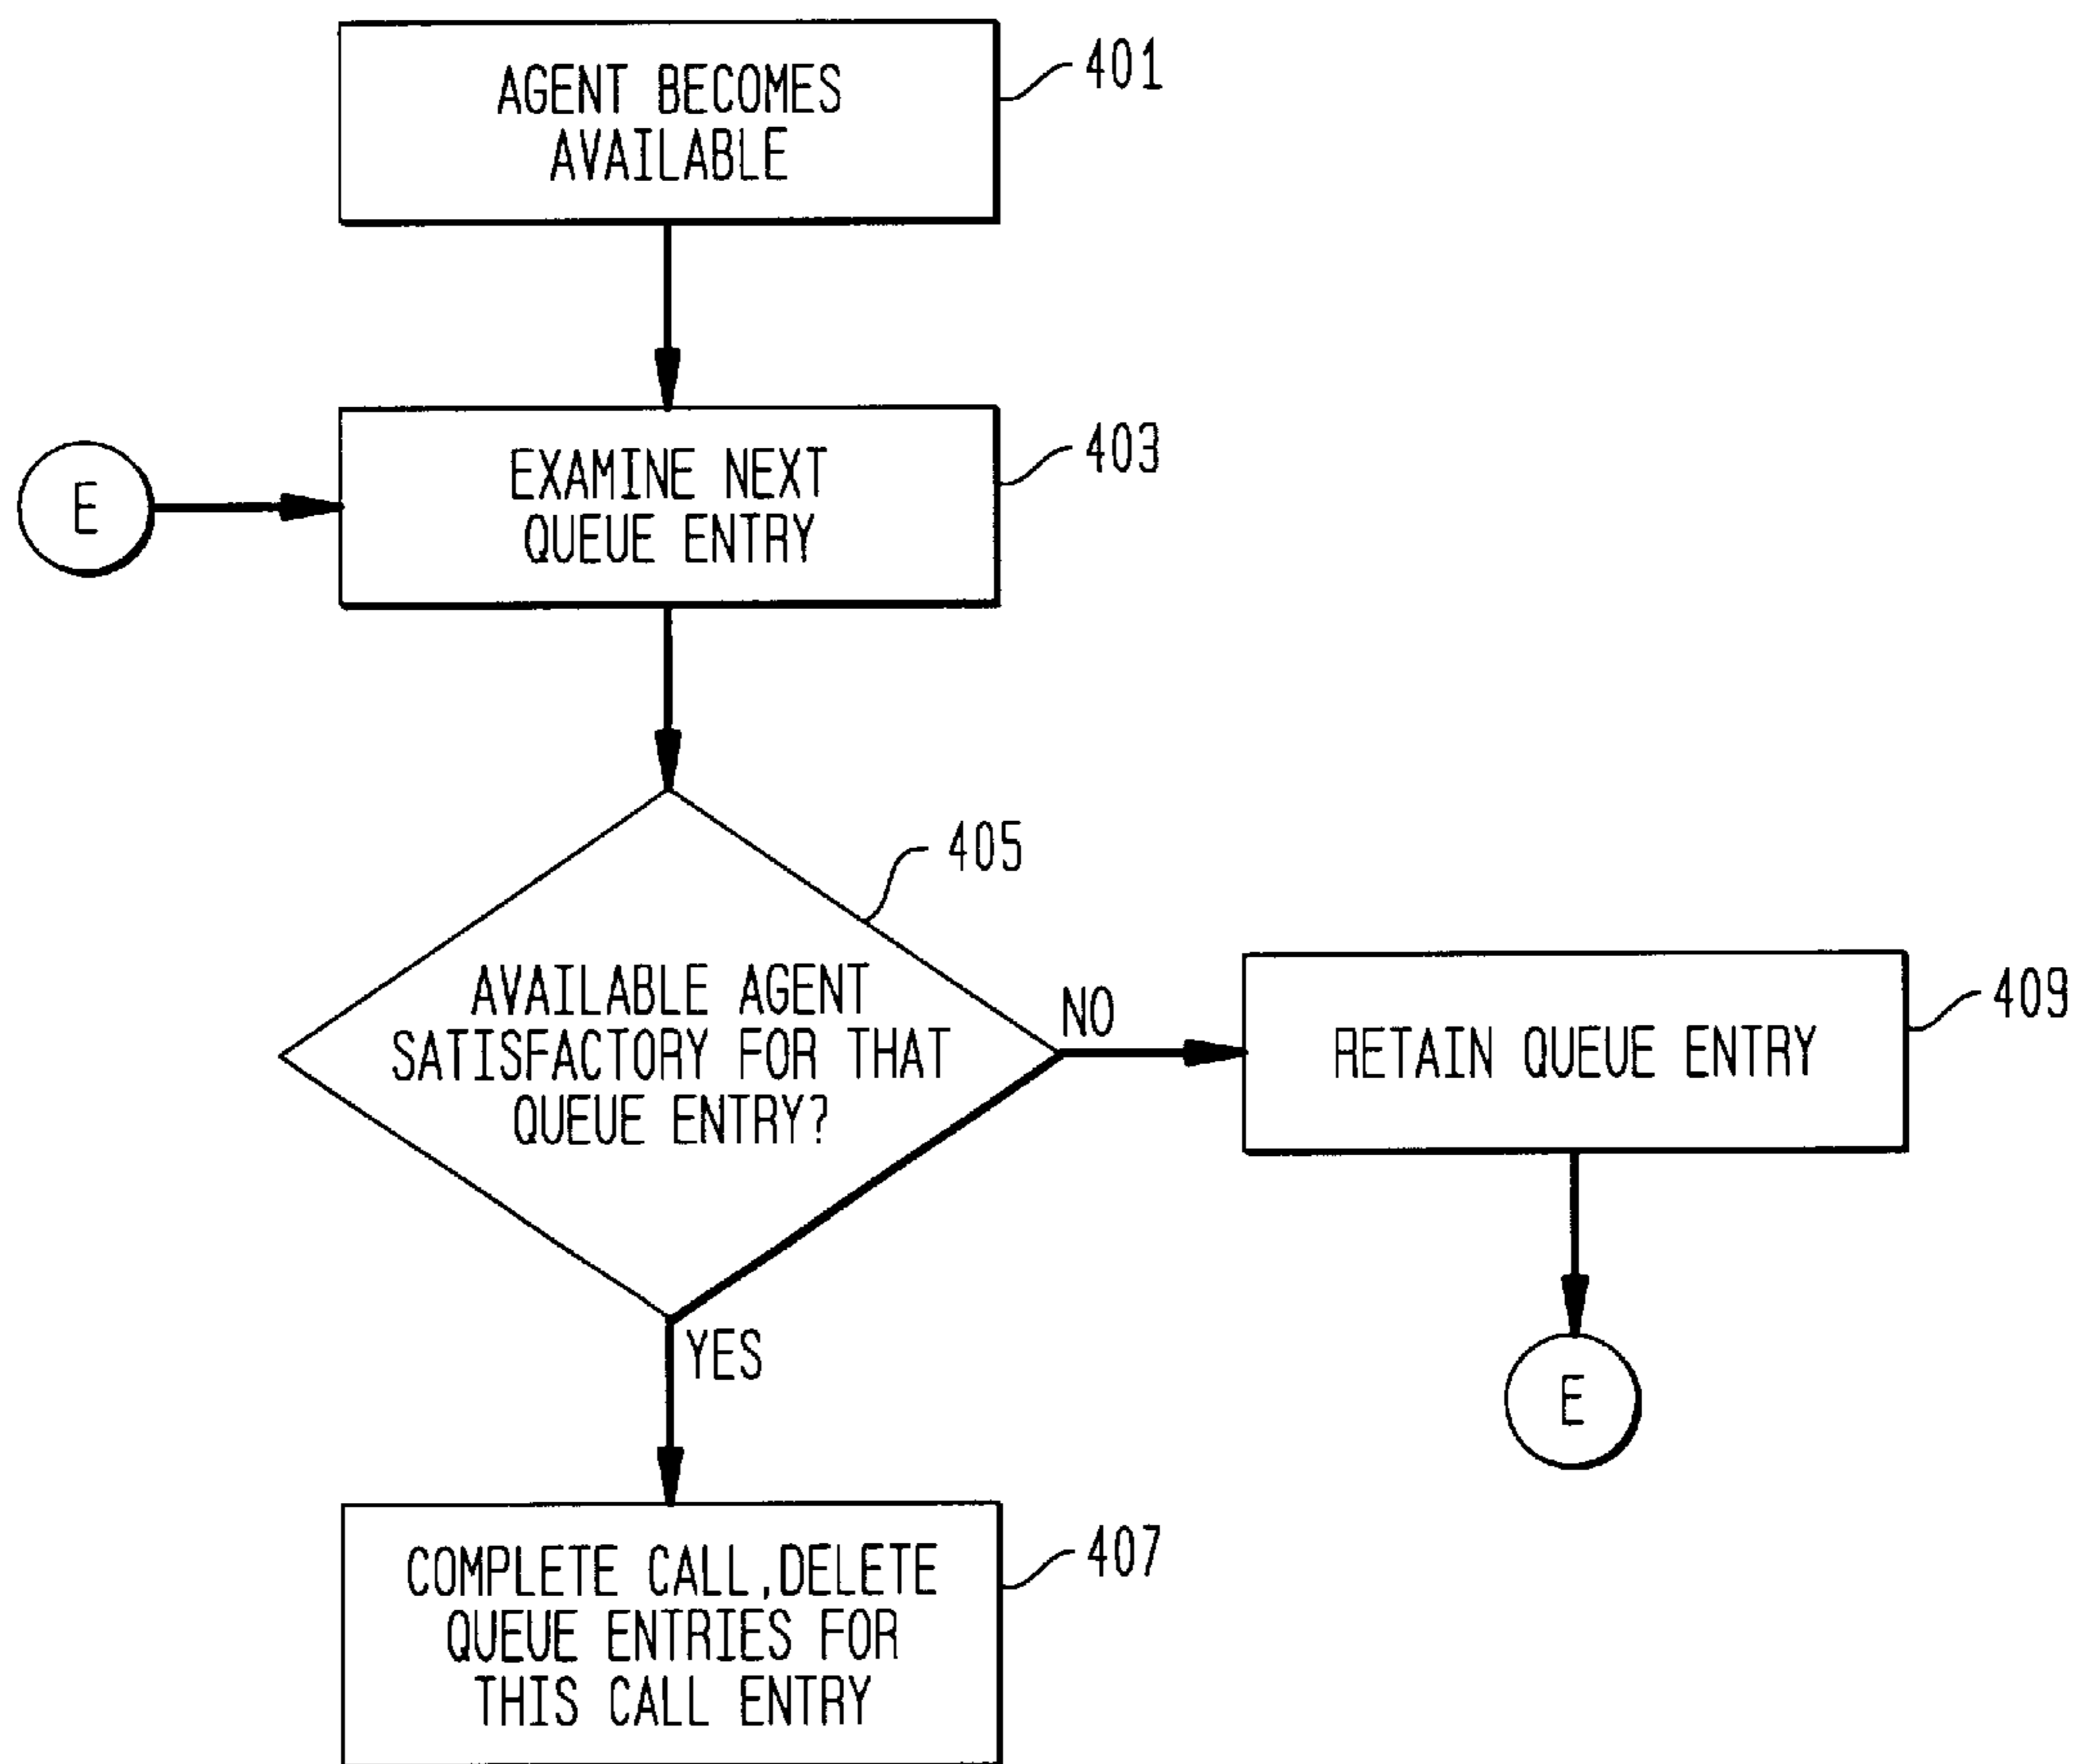 AGENT BECOMES
AVAILABLE
401
E
EXAMINE NEXT
QUEUE ENTRY
403
405
AVAILABLE AGENT
SATISFACTORY FOR THAT
QUEUE ENTRY?
NO
RETAIN QUEUE ENTRY
409
YES
E
COMPLETE CALL,DELETE
QUEUE ENTRIES FOR
THIS CALL ENTRY
407